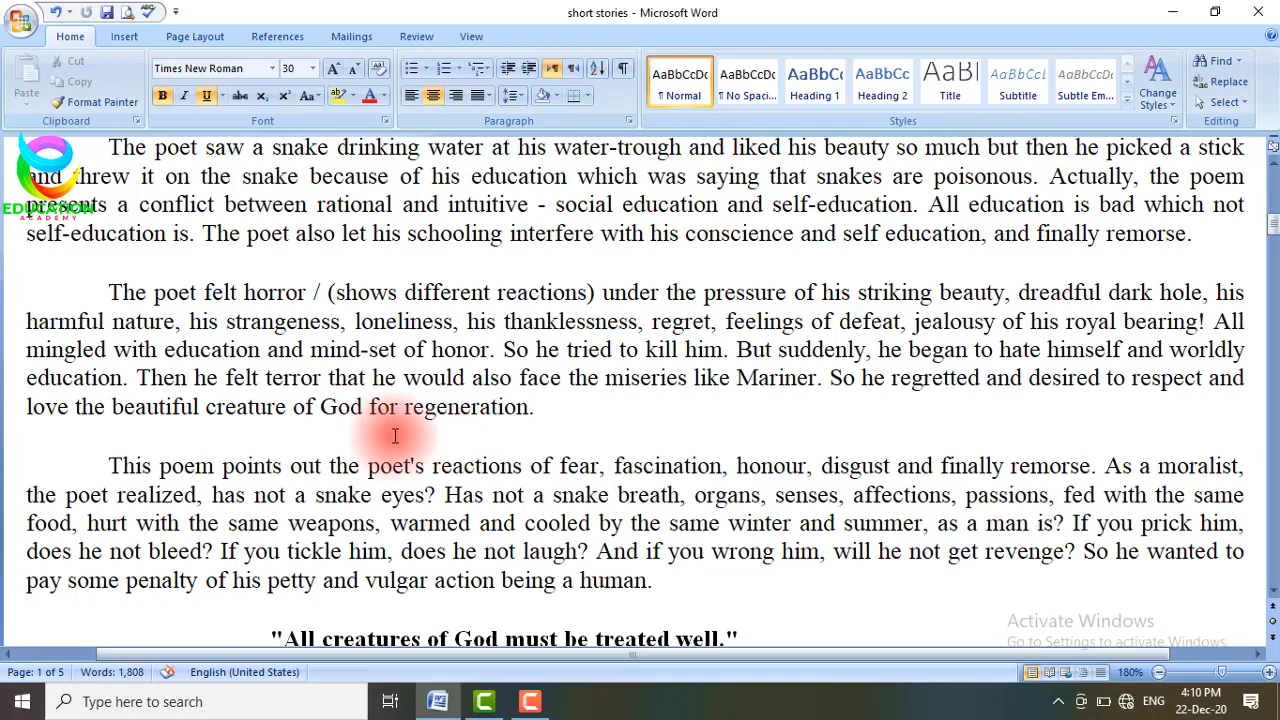 short stories - Microsoft Word
Home Insert Page Layout References Mailings Review View
Cut
Copy
Paste
Format Painter
Clipboard
Times New Roman 30
Font
Paragraph
AaBbCcDc AaBbCcDc AaBbCc AaBbCc AaBl AaBbCcL AaBbCcDc
¶ Normal ¶ No Spaci... Heading 1 Heading 2 Title Subtitle Subtle Em...
Change
Styles
Styles
Find
Replace
Select
Editing
EDUCATION
ACADEMY
The poet saw a snake drinking water at his water-trough and liked his beauty so much but then he picked a stick
and threw it on the snake because of his education which was saying that snakes are poisonous. Actually, the poem
presents a conflict between rational and intuitive - social education and self-education. All education is bad which not
self-education is. The poet also let his schooling interfere with his conscience and self education, and finally remorse.
The poet felt horror / (shows different reactions) under the pressure of his striking beauty, dreadful dark hole, his
harmful nature, his strangeness, loneliness, his thanklessness, regret, feelings of defeat, jealousy of his royal bearing! All
mingled with education and mind-set of honor. So he tried to kill him. But suddenly, he began to hate himself and worldly
education. Then he felt terror that he would also face the miseries like Mariner. So he regretted and desired to respect and
love the beautiful creature of God for regeneration.
This poem points out the poet's reactions of fear, fascination, honour, disgust and finally remorse. As a moralist,
the poet realized, has not a snake eyes? Has not a snake breath, organs, senses, affections, passions, fed with the same
food, hurt with the same weapons, warmed and cooled by the same winter and summer, as a man is? If you prick him,
does he not bleed? If you tickle him, does he not laugh? And if you wrong him, will he not get revenge? So he wanted to
pay some penalty of his petty and vulgar action being a human.
"All creatures of God must be treated well."
Activate Windows
Go to Settings to activate Windows.
Page: 1 of 5 Words: 1,808 English (United States) 180%
Type here to search
ENG
4:10 PM
22-Dec-20